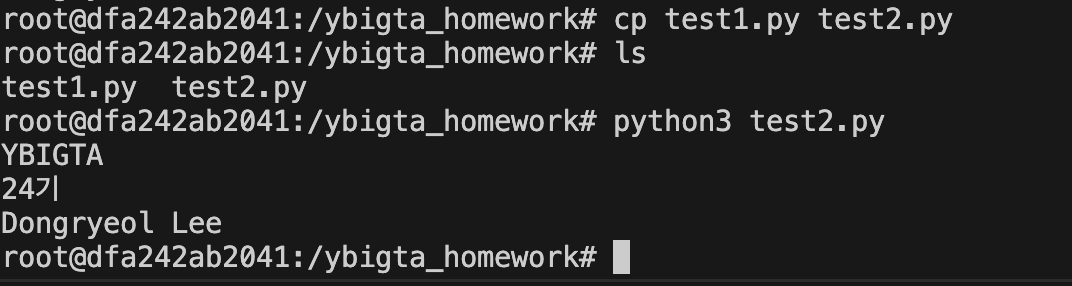 root@dfa242ab2041:/ybigta_homework# cp test1.py test2.py
root@dfa242ab2041:/ybigta_homework# ls
test1.py  test2.py
root@dfa242ab2041:/ybigta_homework# python3 test2.py
YBIGTA
24기
Dongryeol Lee
root@dfa242ab2041:/ybigta_homework#